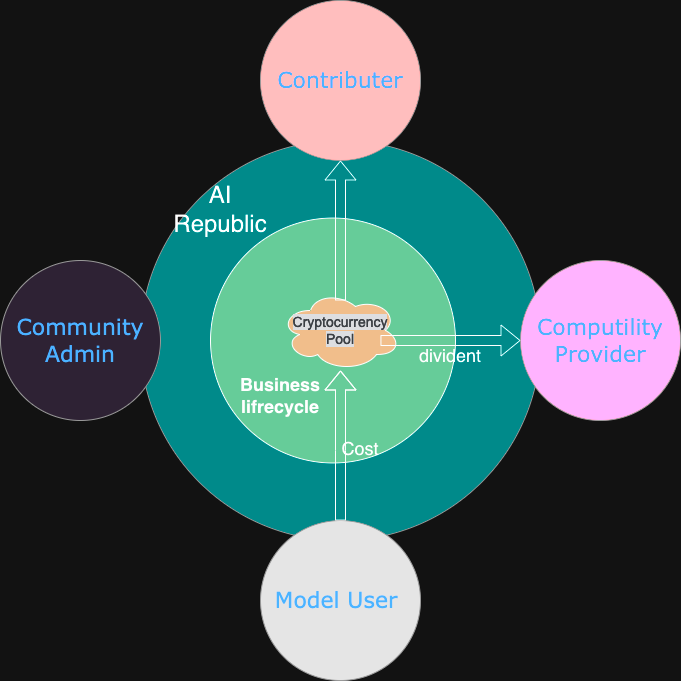 Contributer
AI
Republic
Community
Admin
Cryptocurrency
Pool
Computility
Provider
divident
Business
lifrecycle
Cost
Model User